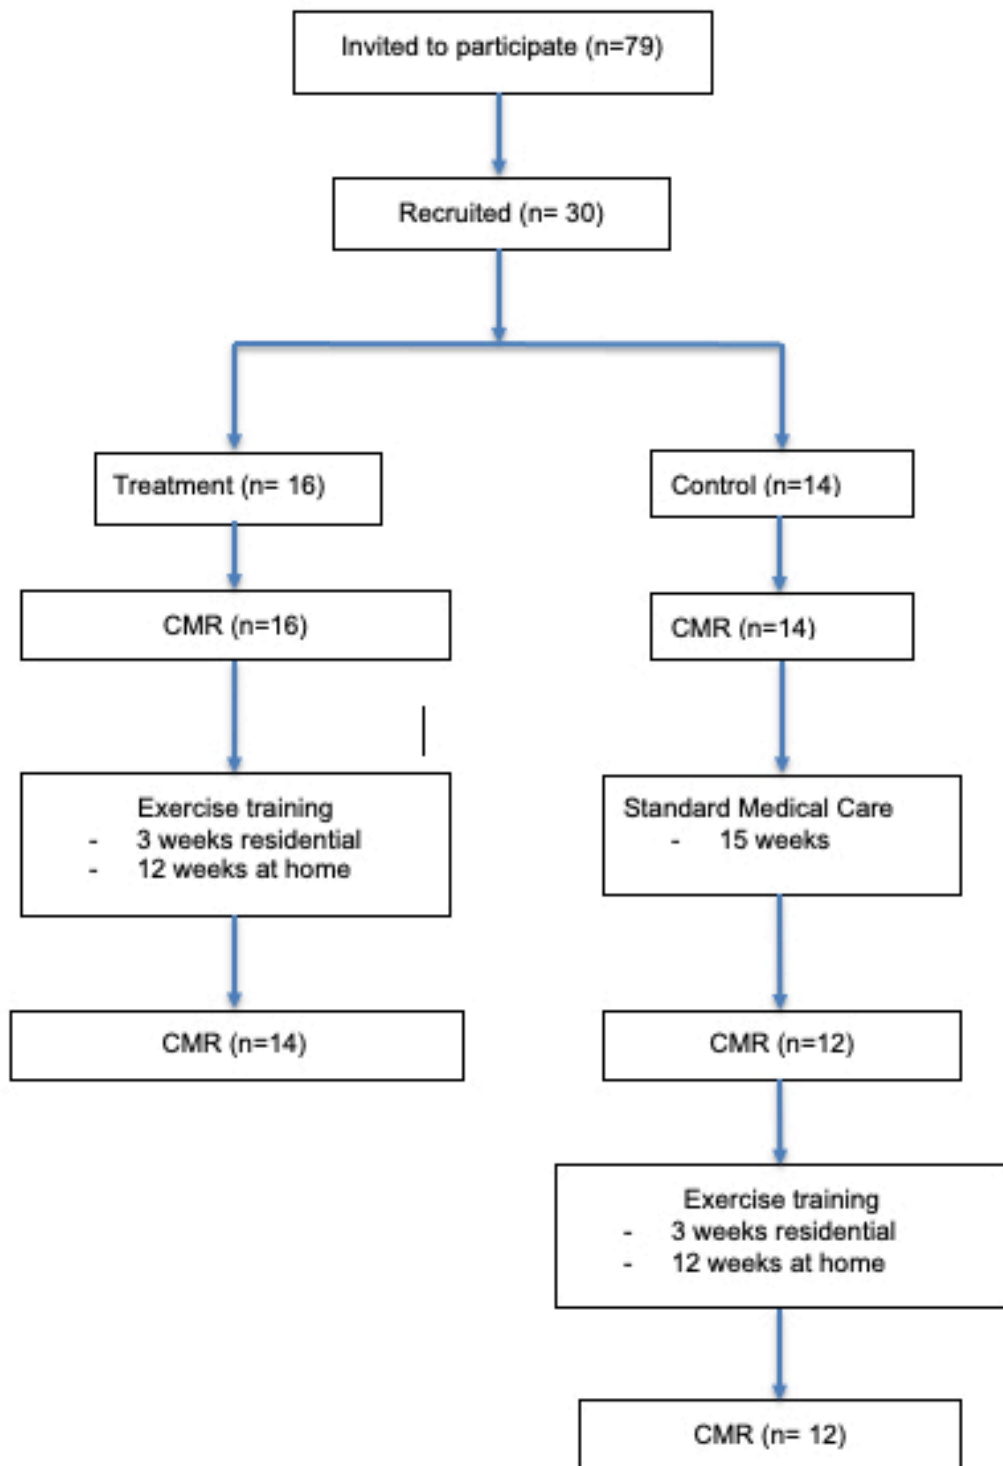 Invited to participate (n=79)
Recruited (n= 30)
Treatment (n= 16)
Control (n=14)
CMR (n=16)
CMR (n=14)
Exercise training
- 3 weeks residential
- 12 weeks at home
Standard Medical Care
- 15 weeks
CMR (n=14)
CMR (n=12)
Exercise training
- 3 weeks residential
- 12 weeks at home
CMR (n= 12)